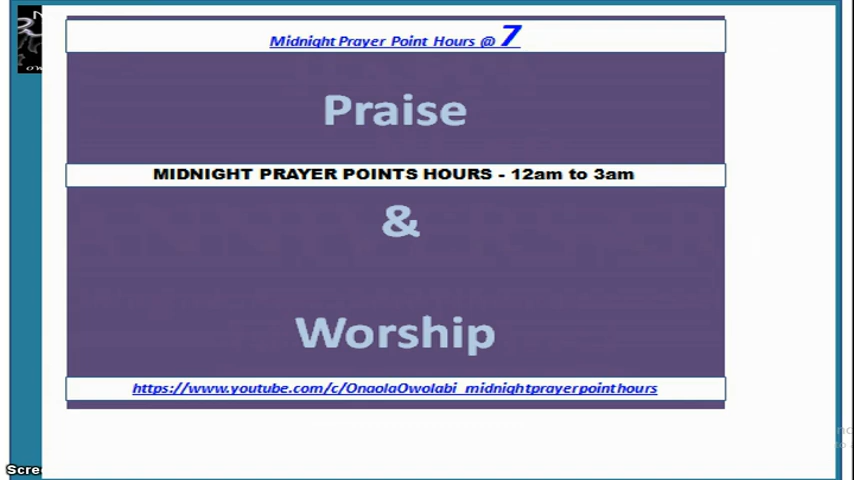 Midnight Prayer Point Hours @ 7
Praise
MIDNIGHT PRAYER POINTS HOURS - 12am to 3am
&
Worship
https://www.youtube.com/c/OnaolaOwolabi_midnightprayerpointhours
Scre